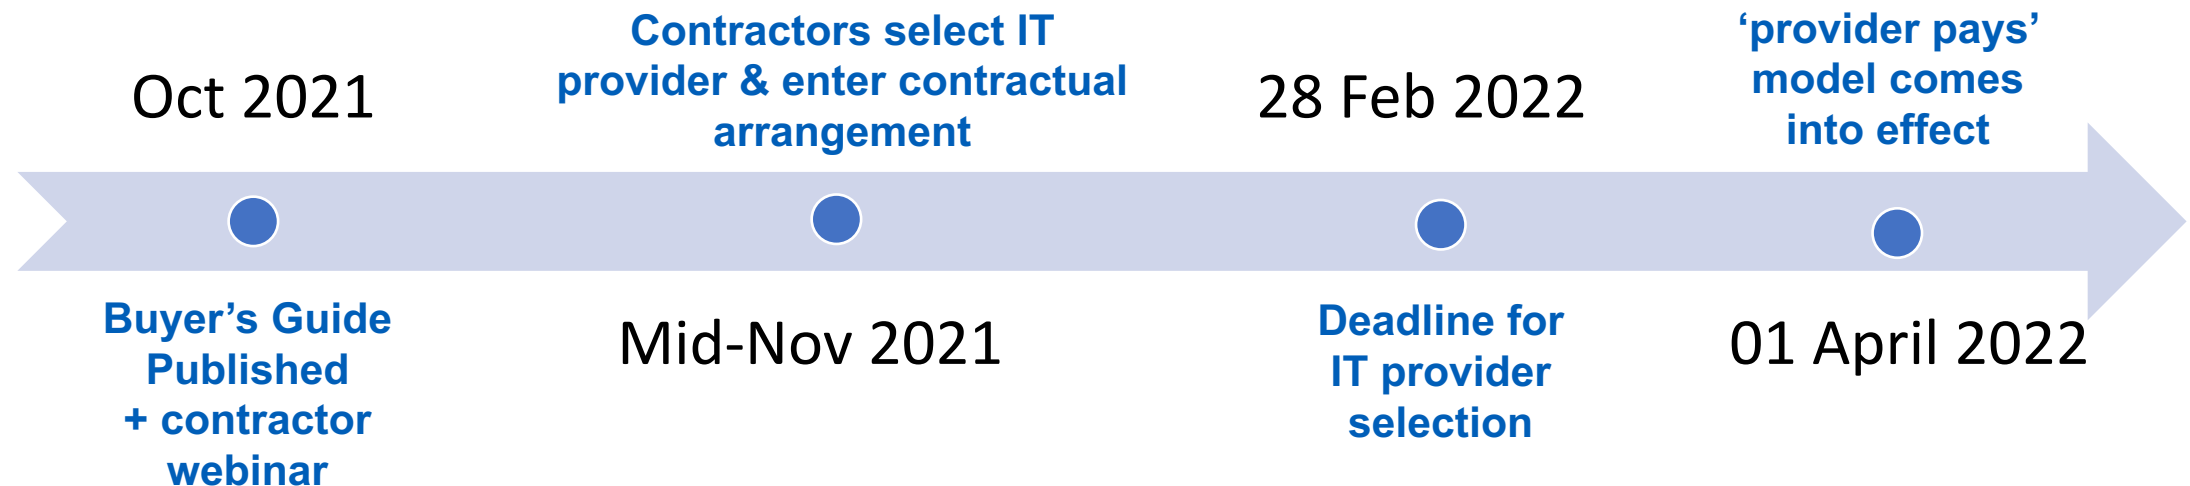 Oct 2021
Buyer’s Guide
Published
+ contractor
webinar
Contractors select IT
provider & enter contractual
arrangement
Mid-Nov 2021
28 Feb 2022
Deadline for
IT provider
selection
‘provider pays’
model comes
into effect
01 April 2022